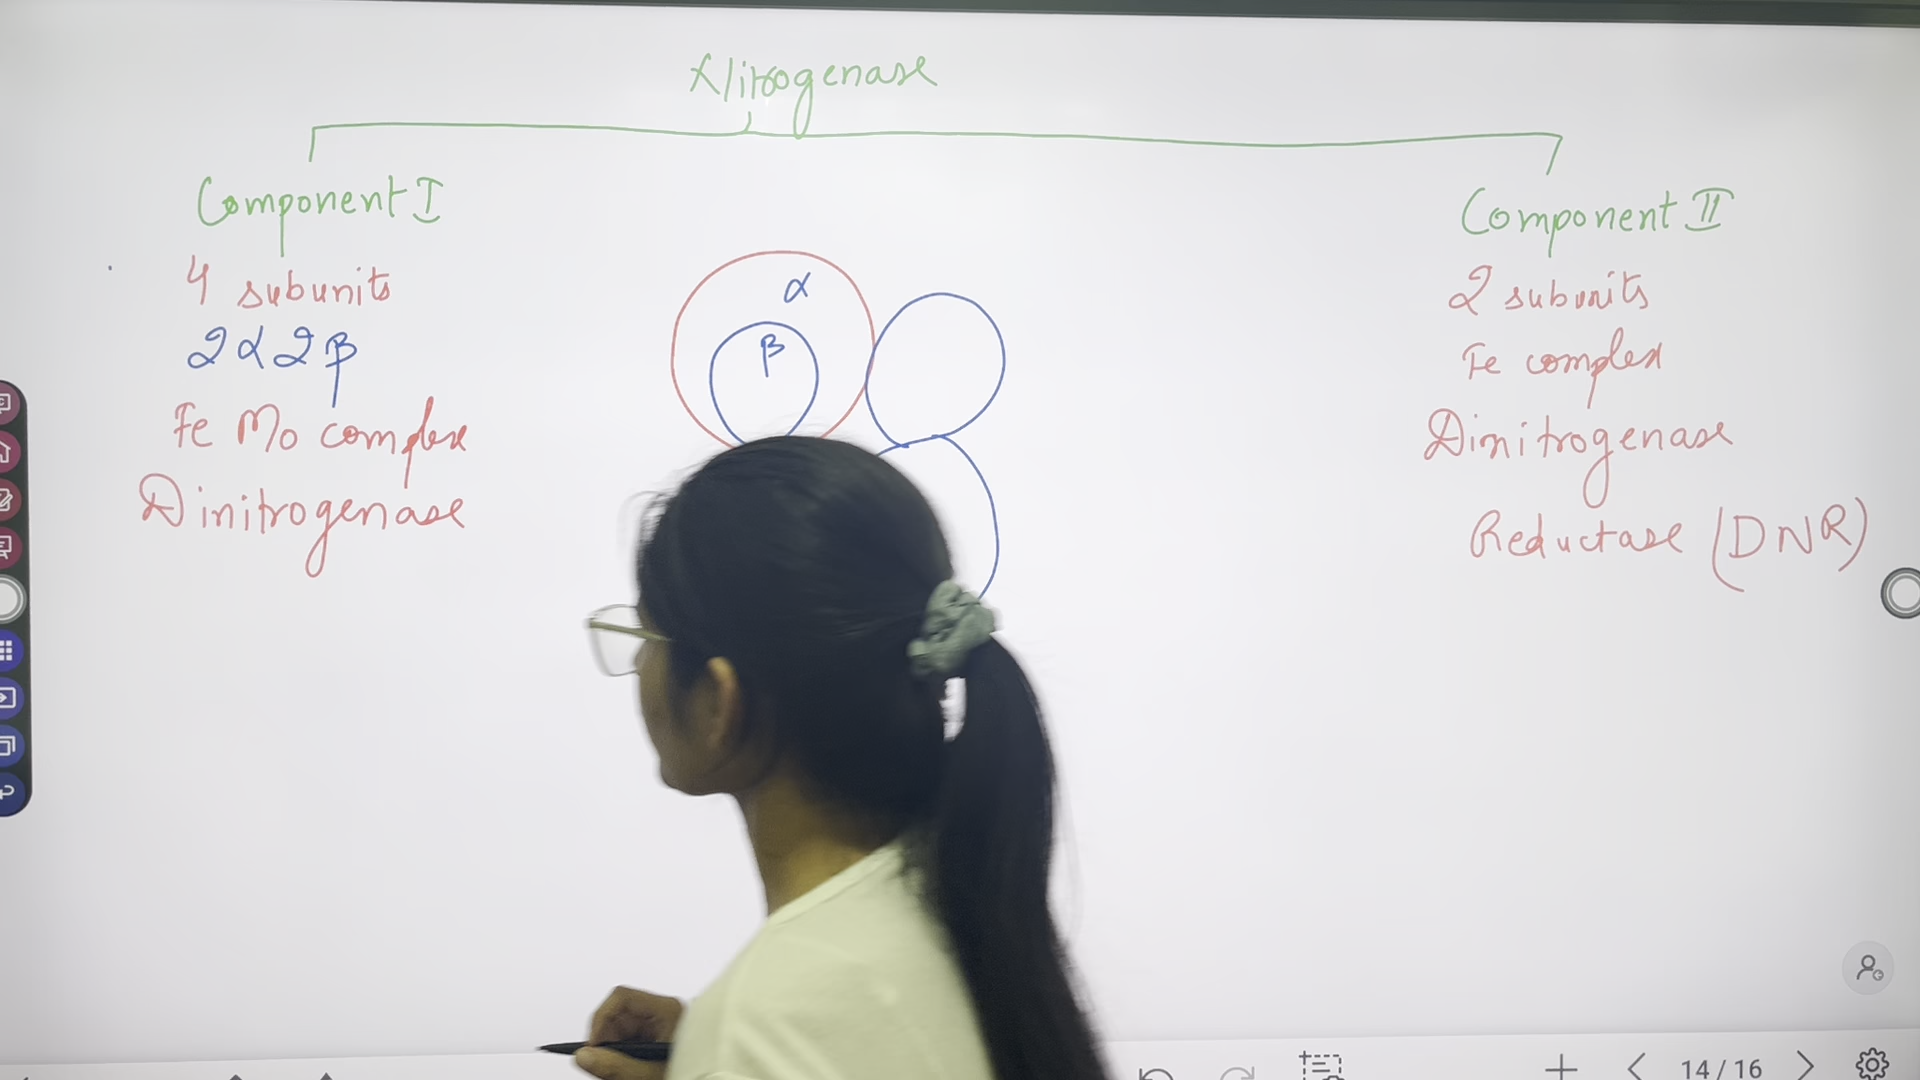 Nitrogenase
Component I
4 subunits
2α2β
Fe Mo complex
Dinitrogenase
α
β
Component II
2 subunits
Fe complex
Dinitrogenase
Reductase (DNR)
14/16